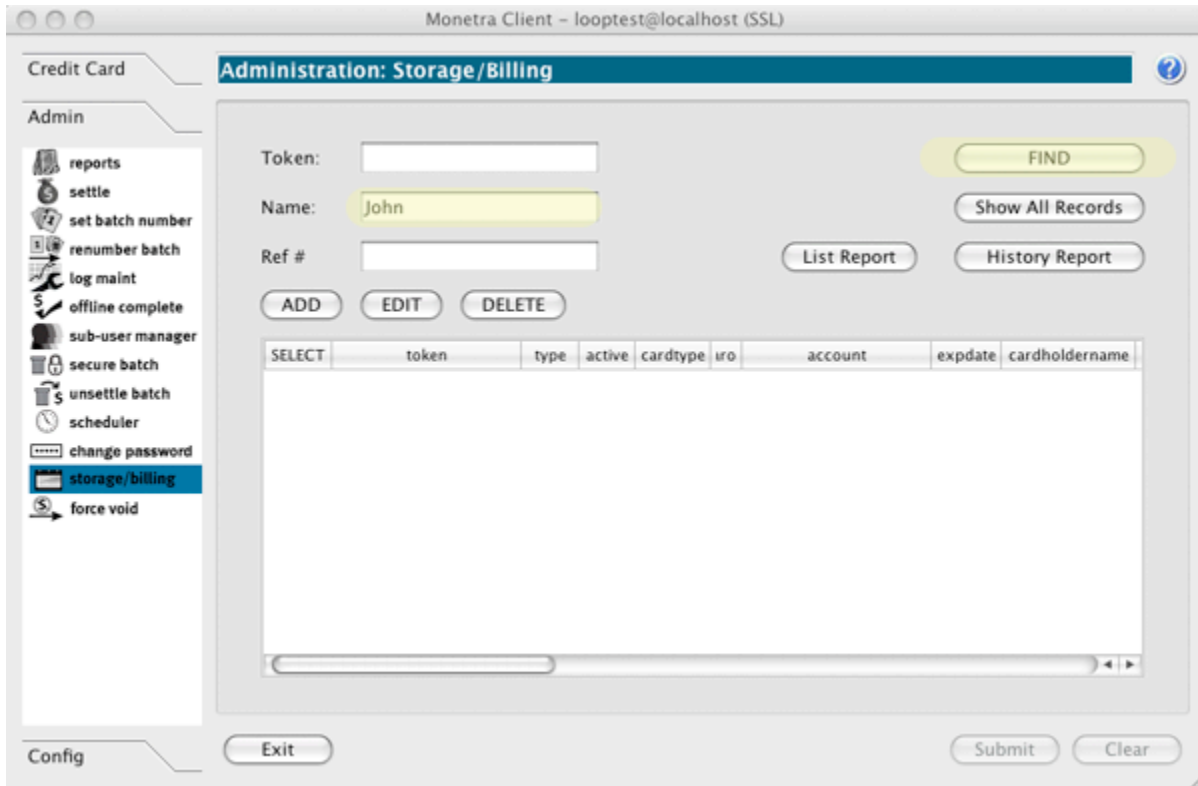 Monetra Client – looptest@localhost (SSL)
Credit Card
Administration: Storage/Billing
?
Admin
reports
settle
set batch number
renumber batch
log maint
offline complete
sub-user manager
secure batch
unsettle batch
scheduler
change password
storage/billing
force void
Token:
FIND
Name: John
Show All Records
Ref #
List Report History Report
ADD EDIT DELETE
SELECT token type active cardtype account expdate cardholdername
Config
Exit
Submit Clear